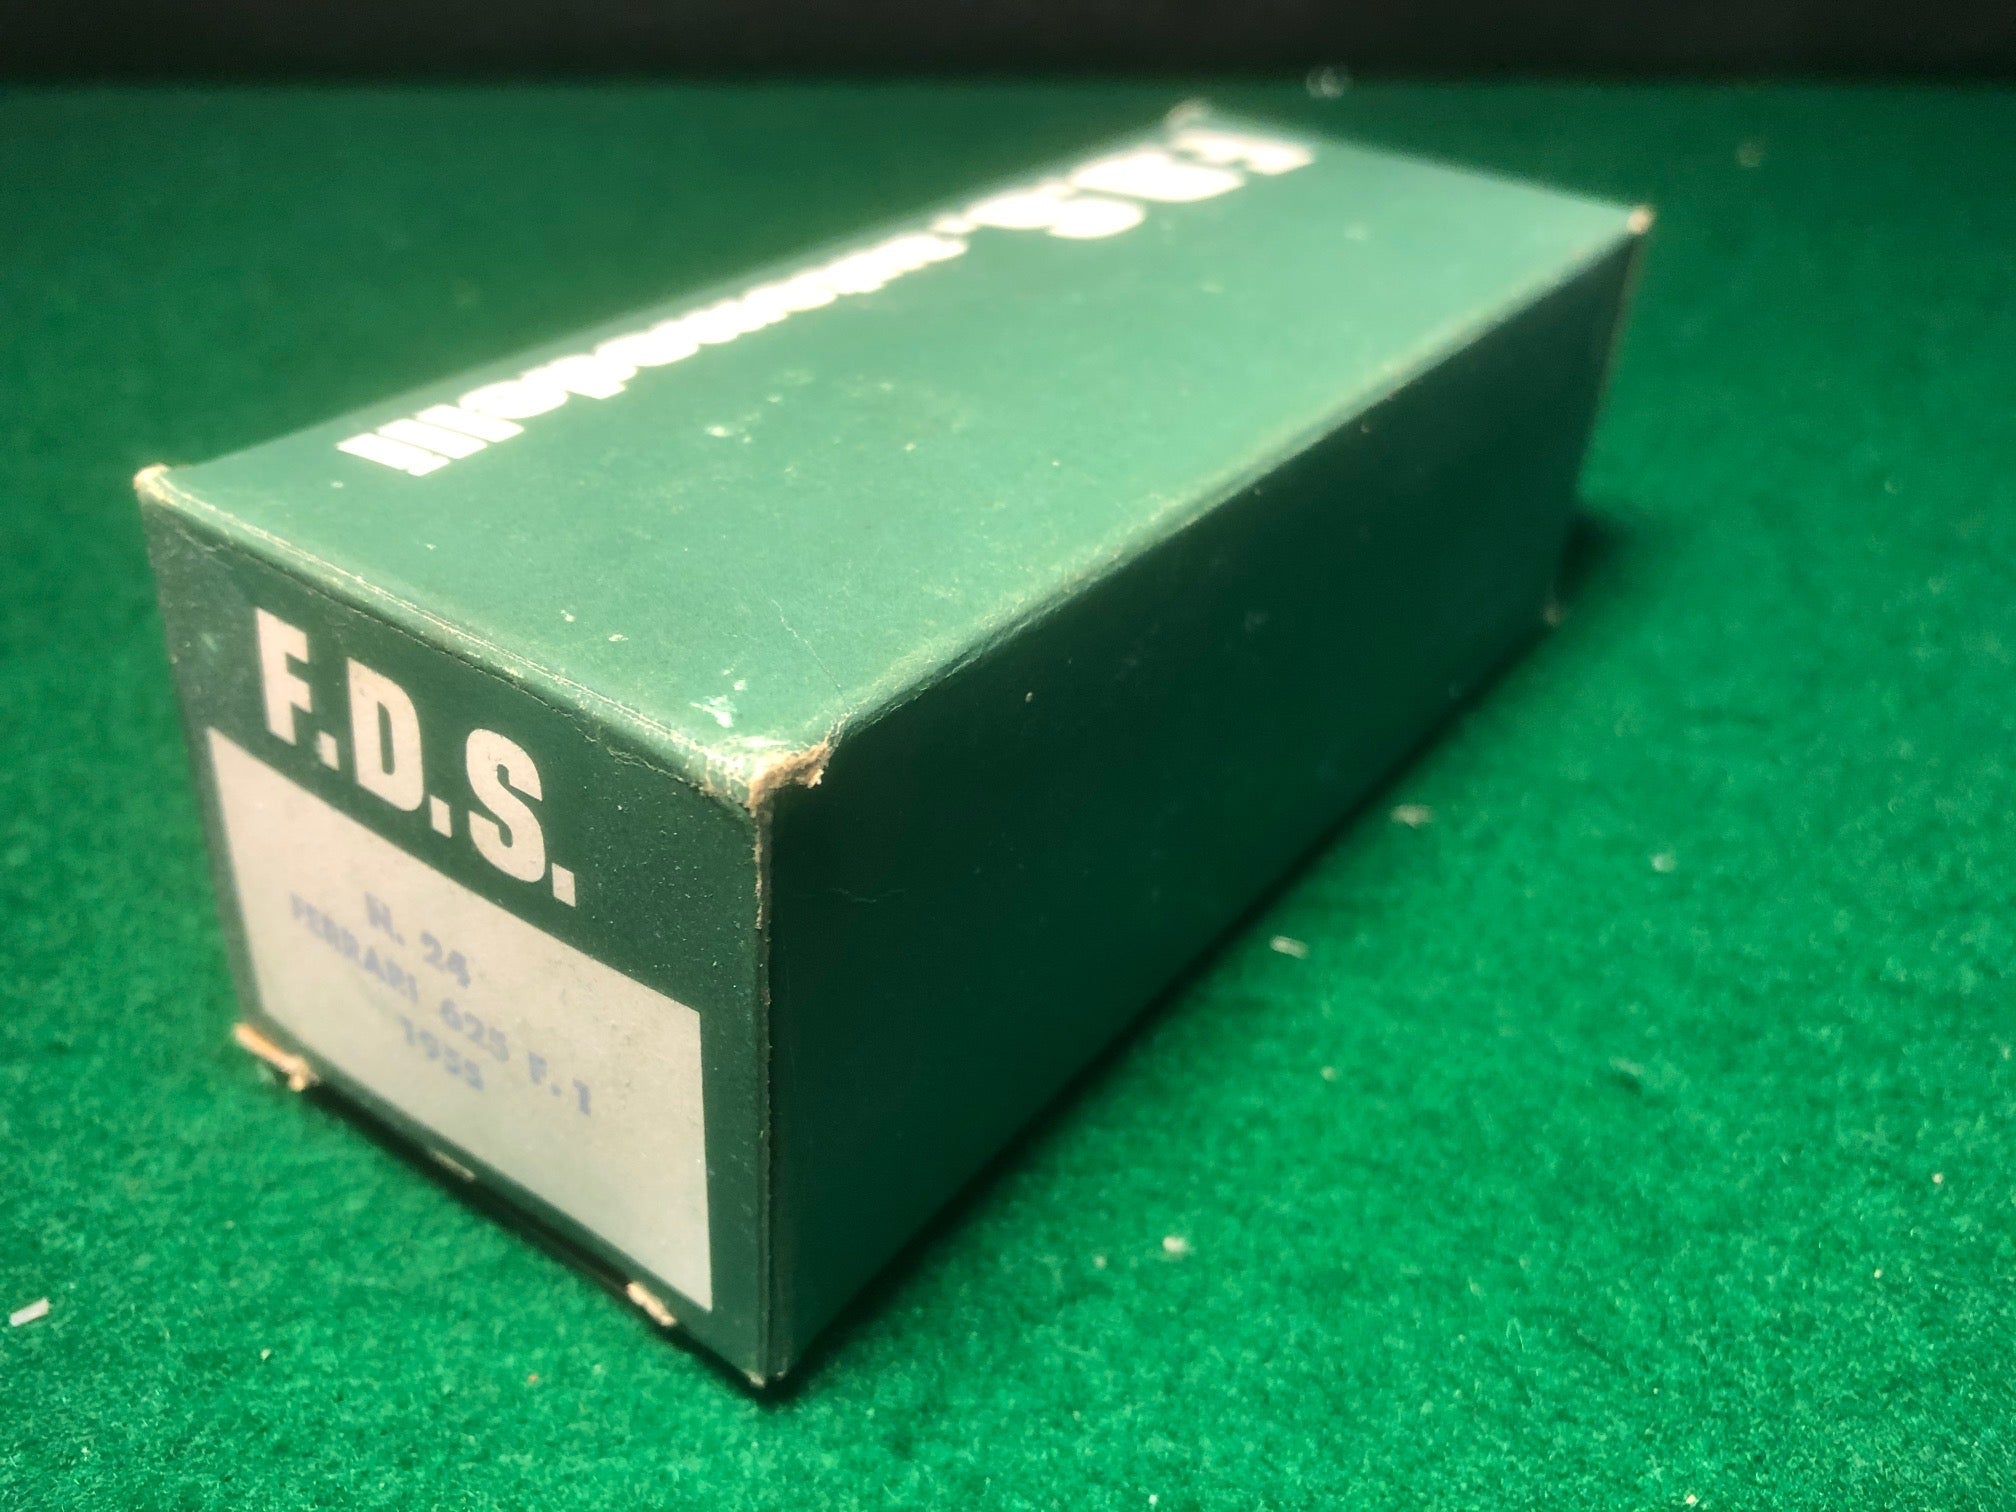 F.D.S.
F.D.S.
N. 24
FERRARI 625 F.1
1955